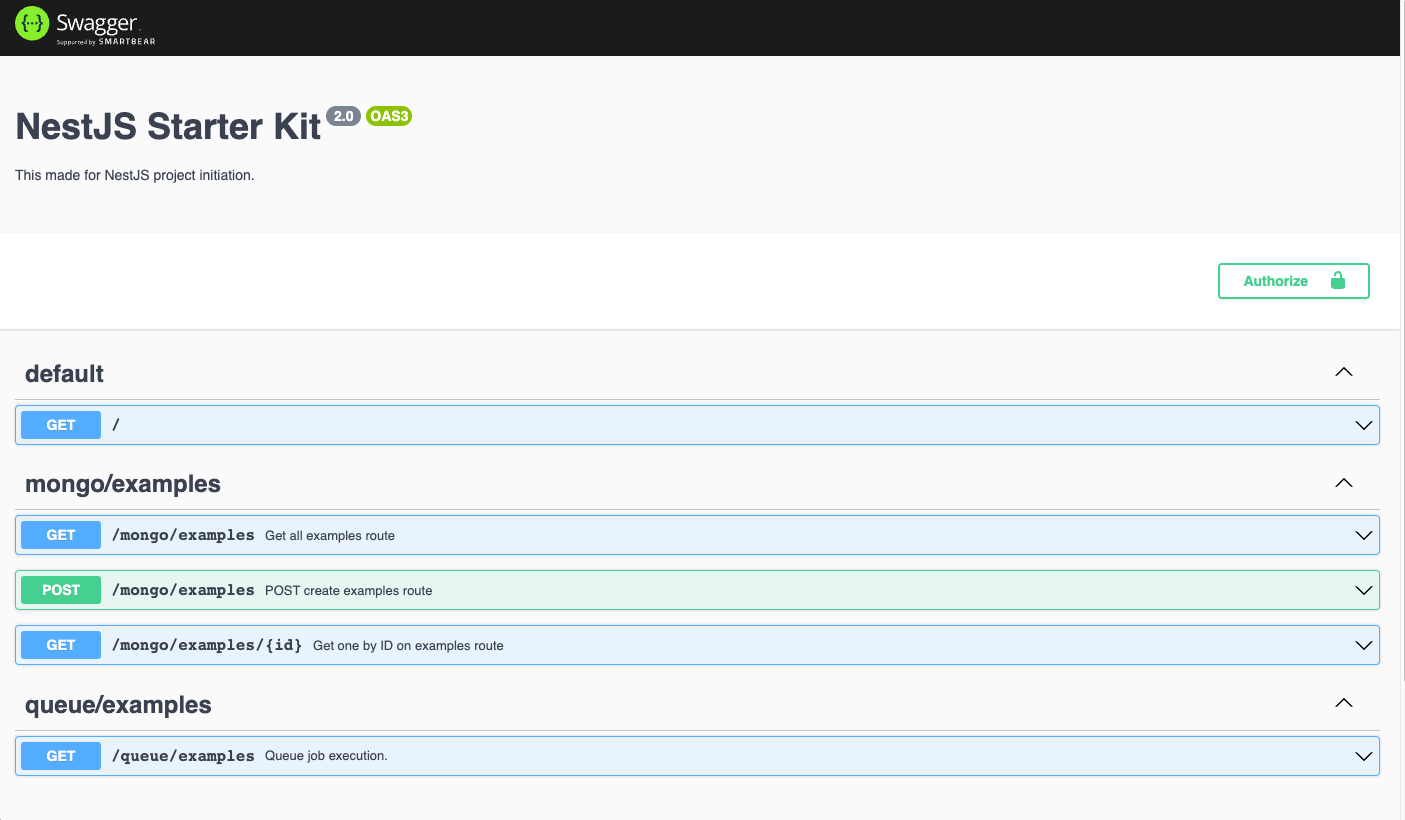 {···} Swagger
Supported by SMARTBEAR
NestJS Starter Kit 2.0 OAS3
This made for NestJS project initiation.
Authorize
default
GET /
mongo/examples
GET /mongo/examples Get all examples route
POST /mongo/examples POST create examples route
GET /mongo/examples/{id} Get one by ID on examples route
queue/examples
GET /queue/examples Queue job execution.